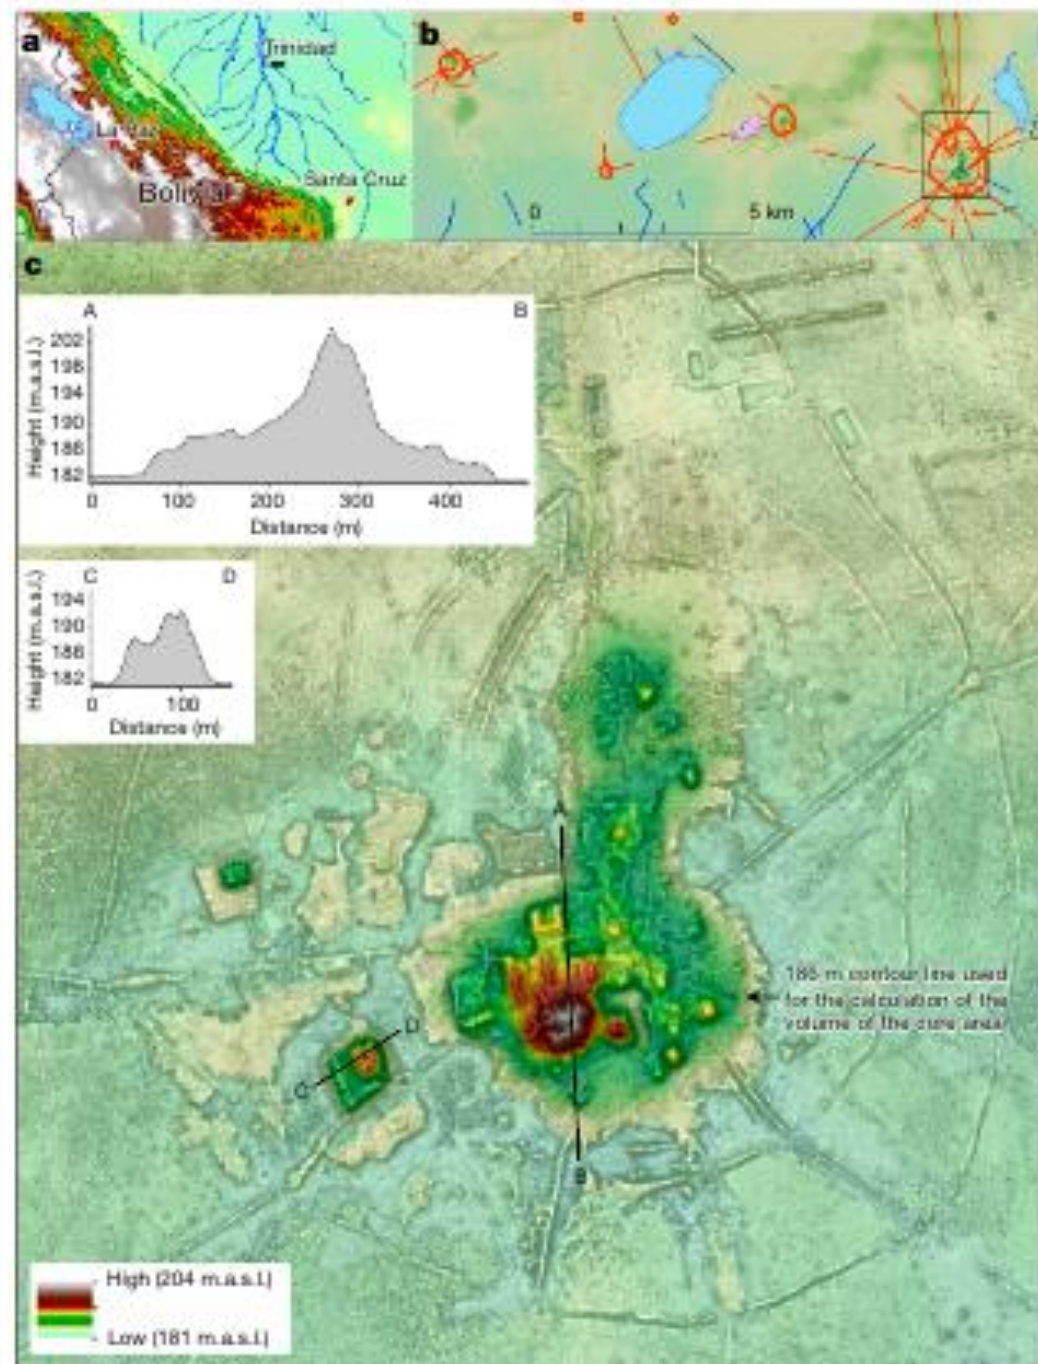 a
Trinidad
La Paz
Bolivia
Santa Cruz
b
0 5 km
c
A B
Height (m.a.s.l.)
202
198
194
190
186
182
0 100 200 300 400
Distance (m)
C D
Height (m.a.s.l.)
194
190
186
182
0 100
Distance (m)
A
D
C
B
186 m contour line used
for the calculation of the
volume of the core area
High (204 m.a.s.l.)
Low (181 m.a.s.l.)